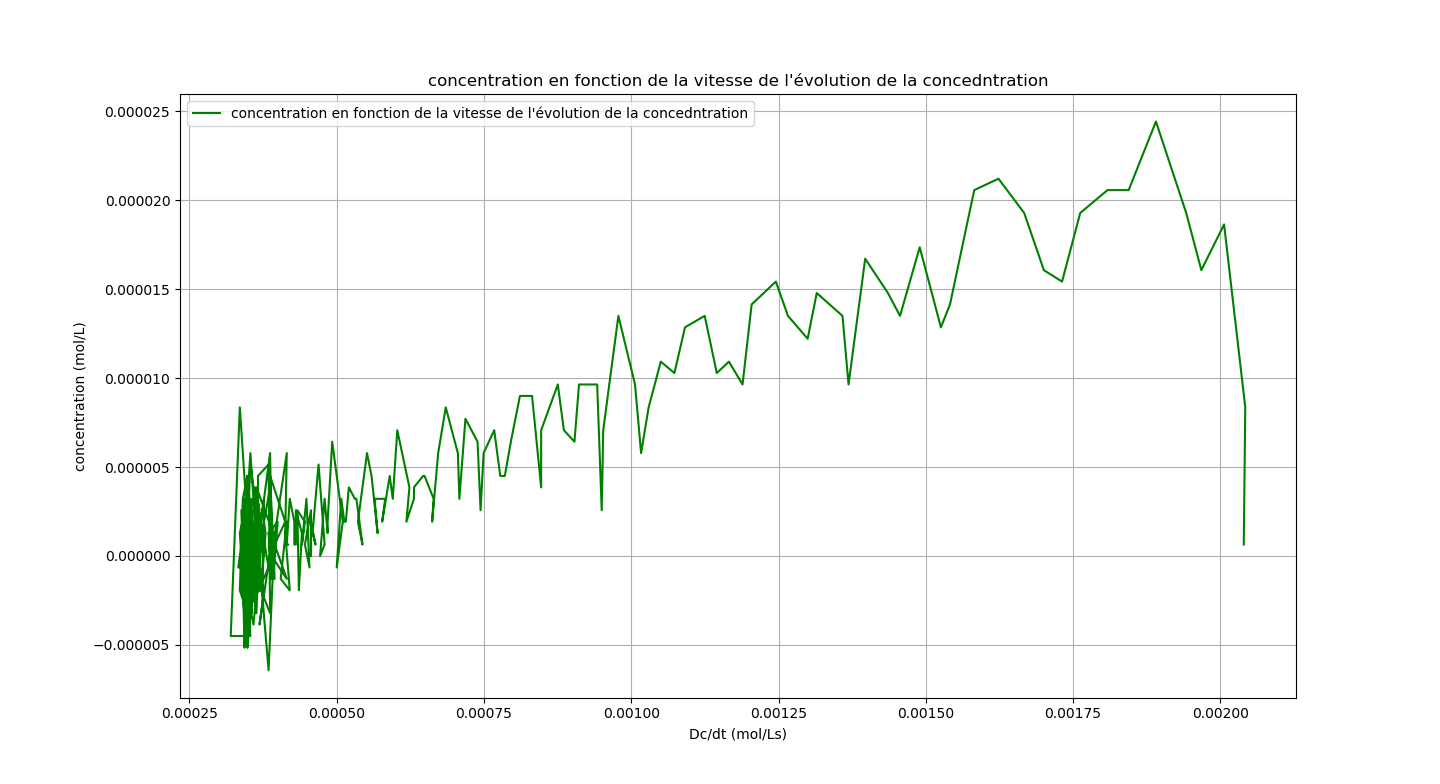 concentration en fonction de la vitesse de l'évolution de la concedntration
concentration en fonction de la vitesse de l'évolution de la concedntration
0.000025
0.000020
0.000015
0.000010
0.000005
0.000000
−0.000005
concentration (mol/L)
0.00025 0.00050 0.00075 0.00100 0.00125 0.00150 0.00175 0.00200
Dc/dt (mol/Ls)